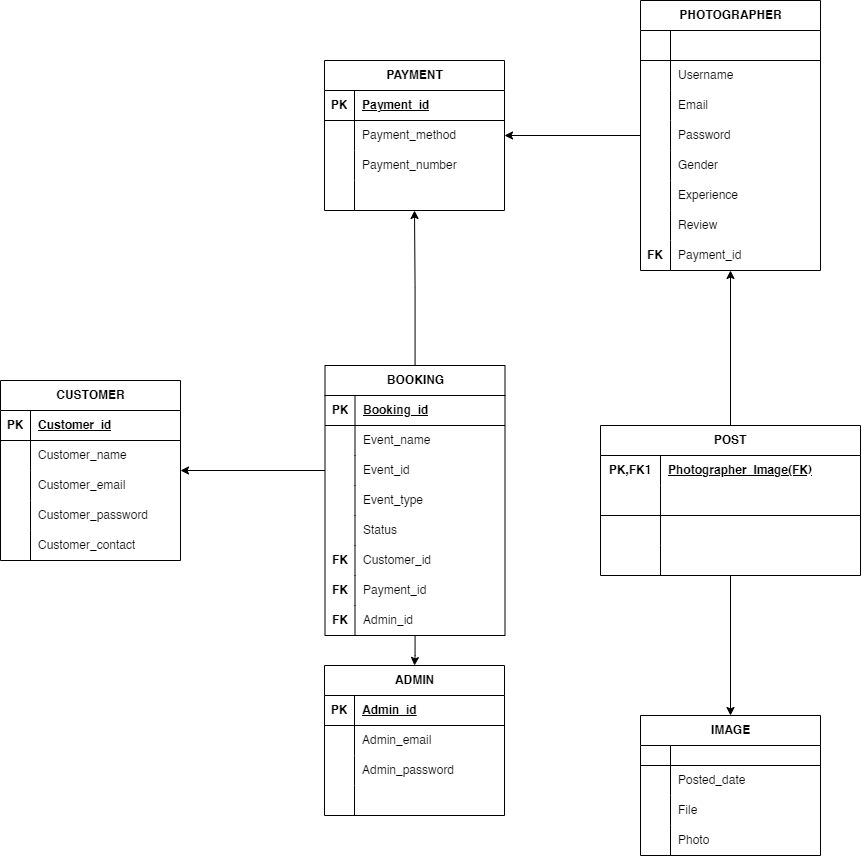 PHOTOGRAPHER
Username
Email
Password
Gender
Experience
Review
FK Payment_id
PAYMENT
PK Payment_id
Payment_method
Payment_number
CUSTOMER
PK Customer_id
Customer_name
Customer_email
Customer_password
Customer_contact
BOOKING
PK Booking_id
Event_name
Event_id
Event_type
Status
FK Customer_id
FK Payment_id
FK Admin_id
POST
PK,FK1 Photographer_Image(FK)
ADMIN
PK Admin_id
Admin_email
Admin_password
IMAGE
Posted_date
File
Photo